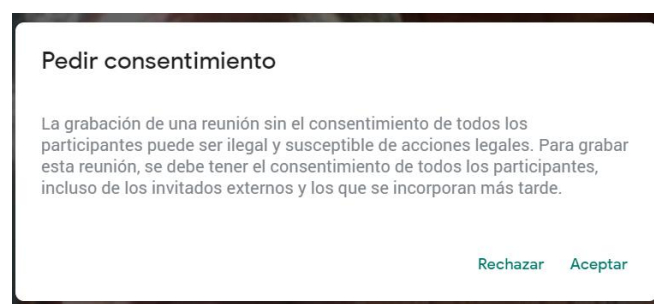 Pedir consentimiento
La grabación de una reunión sin el consentimiento de todos los
participantes puede ser ilegal y susceptible de acciones legales. Para grabar
esta reunión, se debe tener el consentimiento de todos los participantes,
incluso de los invitados externos y los que se incorporan más tarde.
Rechazar Aceptar